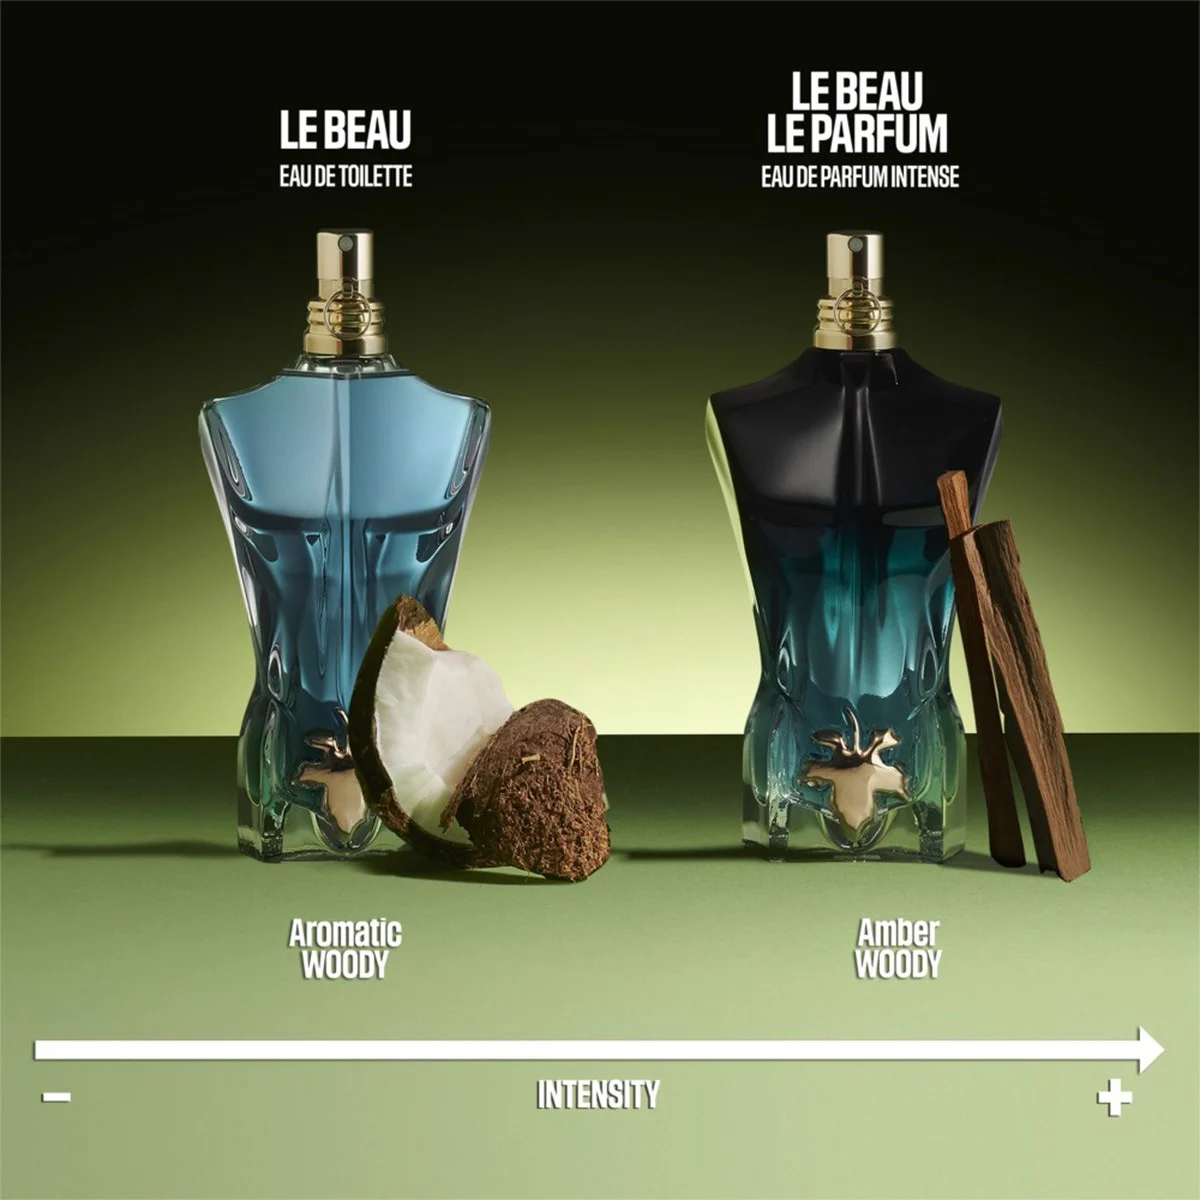 LE BEAU
EAU DE TOILETTE
LE BEAU
LE PARFUM
EAU DE PARFUM INTENSE
Aromatic
WOODY
Amber
WOODY
- INTENSITY +